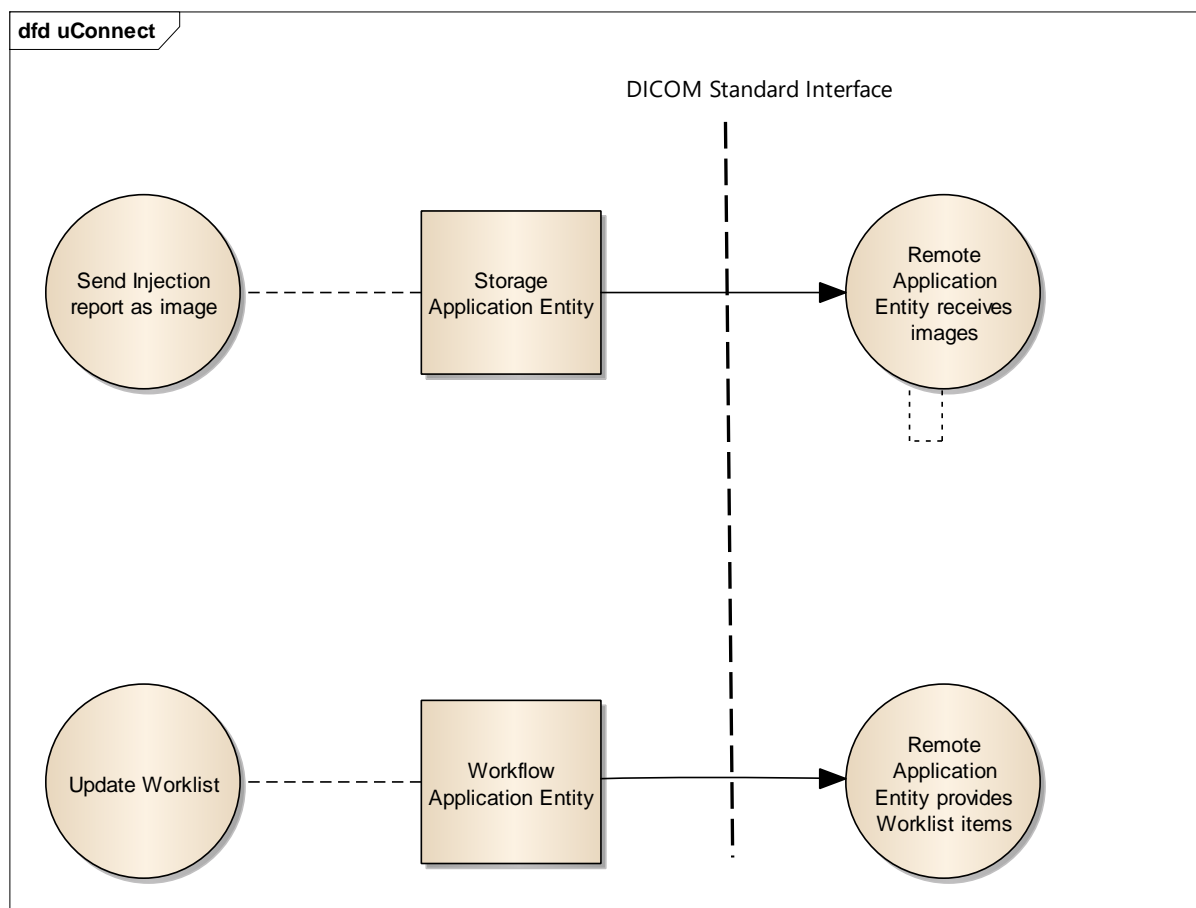 dfd uConnect
DICOM Standard Interface
Send Injection
report as image
Storage
Application Entity
Remote
Application
Entity receives
images
Update Worklist
Workflow
Application Entity
Remote
Application
Entity provides
Worklist items